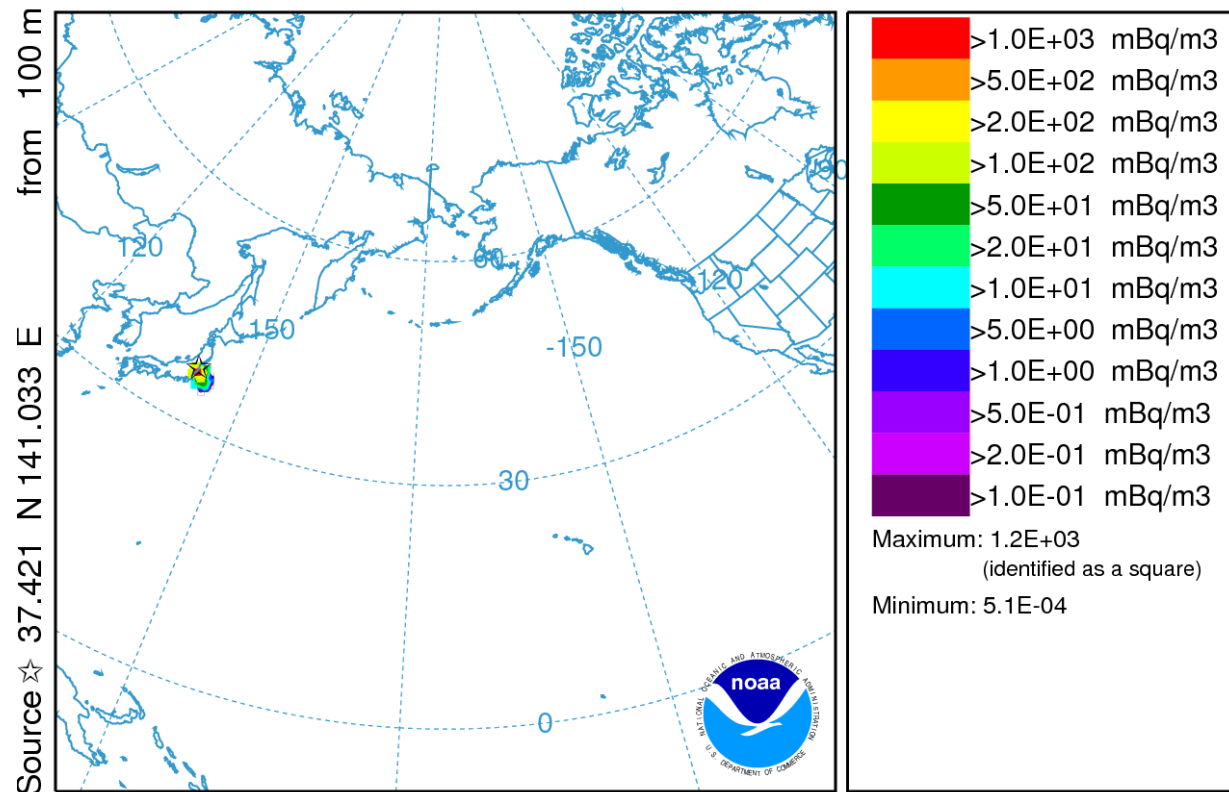 Source ☆ 37.421 N 141.033 E from 100 m
120
150
60
-150
120
30
0
NATIONAL OCEANIC AND ATMOSPHERIC ADMINISTRATION
noaa
U.S. DEPARTMENT OF COMMERCE
>1.0E+03 mBq/m3
>5.0E+02 mBq/m3
>2.0E+02 mBq/m3
>1.0E+02 mBq/m3
>5.0E+01 mBq/m3
>2.0E+01 mBq/m3
>1.0E+01 mBq/m3
>5.0E+00 mBq/m3
>1.0E+00 mBq/m3
>5.0E-01 mBq/m3
>2.0E-01 mBq/m3
>1.0E-01 mBq/m3
Maximum: 1.2E+03
(identified as a square)
Minimum: 5.1E-04